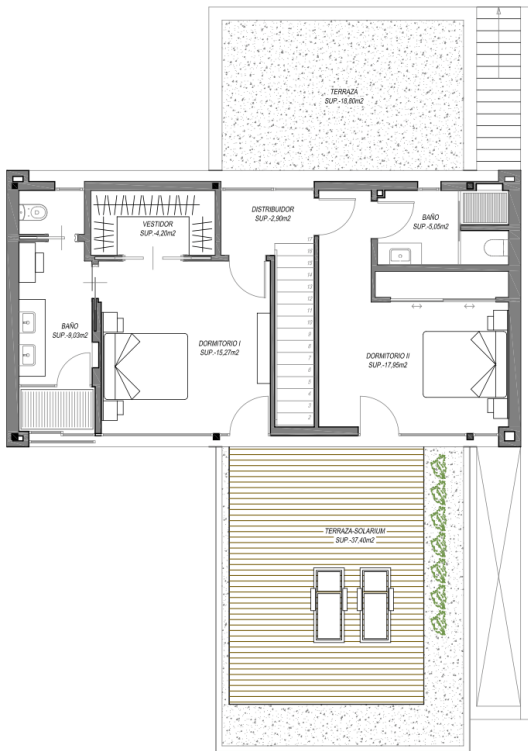 TERRAZA
SUP.-18,80m2
DISTRIBUIDOR
SUP.-2,90m2
VESTIDOR
SUP.-4,20m2
BAÑO
SUP.-5,05m2
BAÑO
SUP.-9,03m2
DORMITORIO I
SUP.-15,27m2
DORMITORIO II
SUP.-17,95m2
TERRAZA-SOLARIUM
SUP.-37,40m2